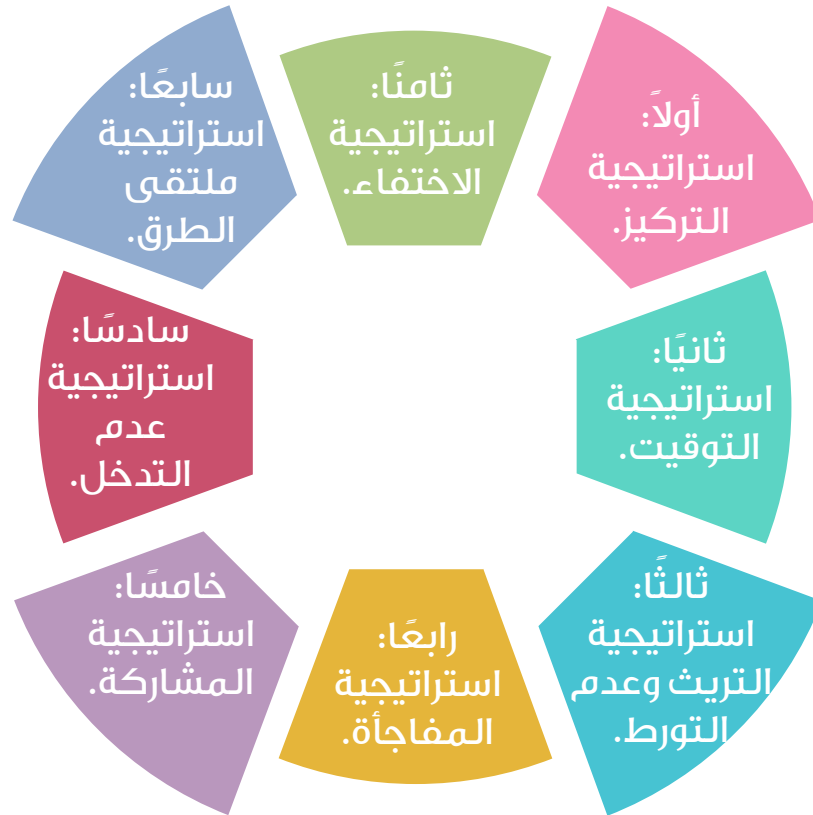 أولاً:
استراتيجية
التركيز.
ثانيًا:
استراتيجية
التوقيت.
ثالثًا:
استراتيجية
التريث وعدم
التورط.
رابعًا:
استراتيجية
المفاجأة.
خامسًا:
استراتيجية
المشاركة.
سادسًا:
استراتيجية
عدم
التدخل.
سابعًا:
استراتيجية
ملتقى
الطرق.
ثامنًا:
استراتيجية
الاختفاء.